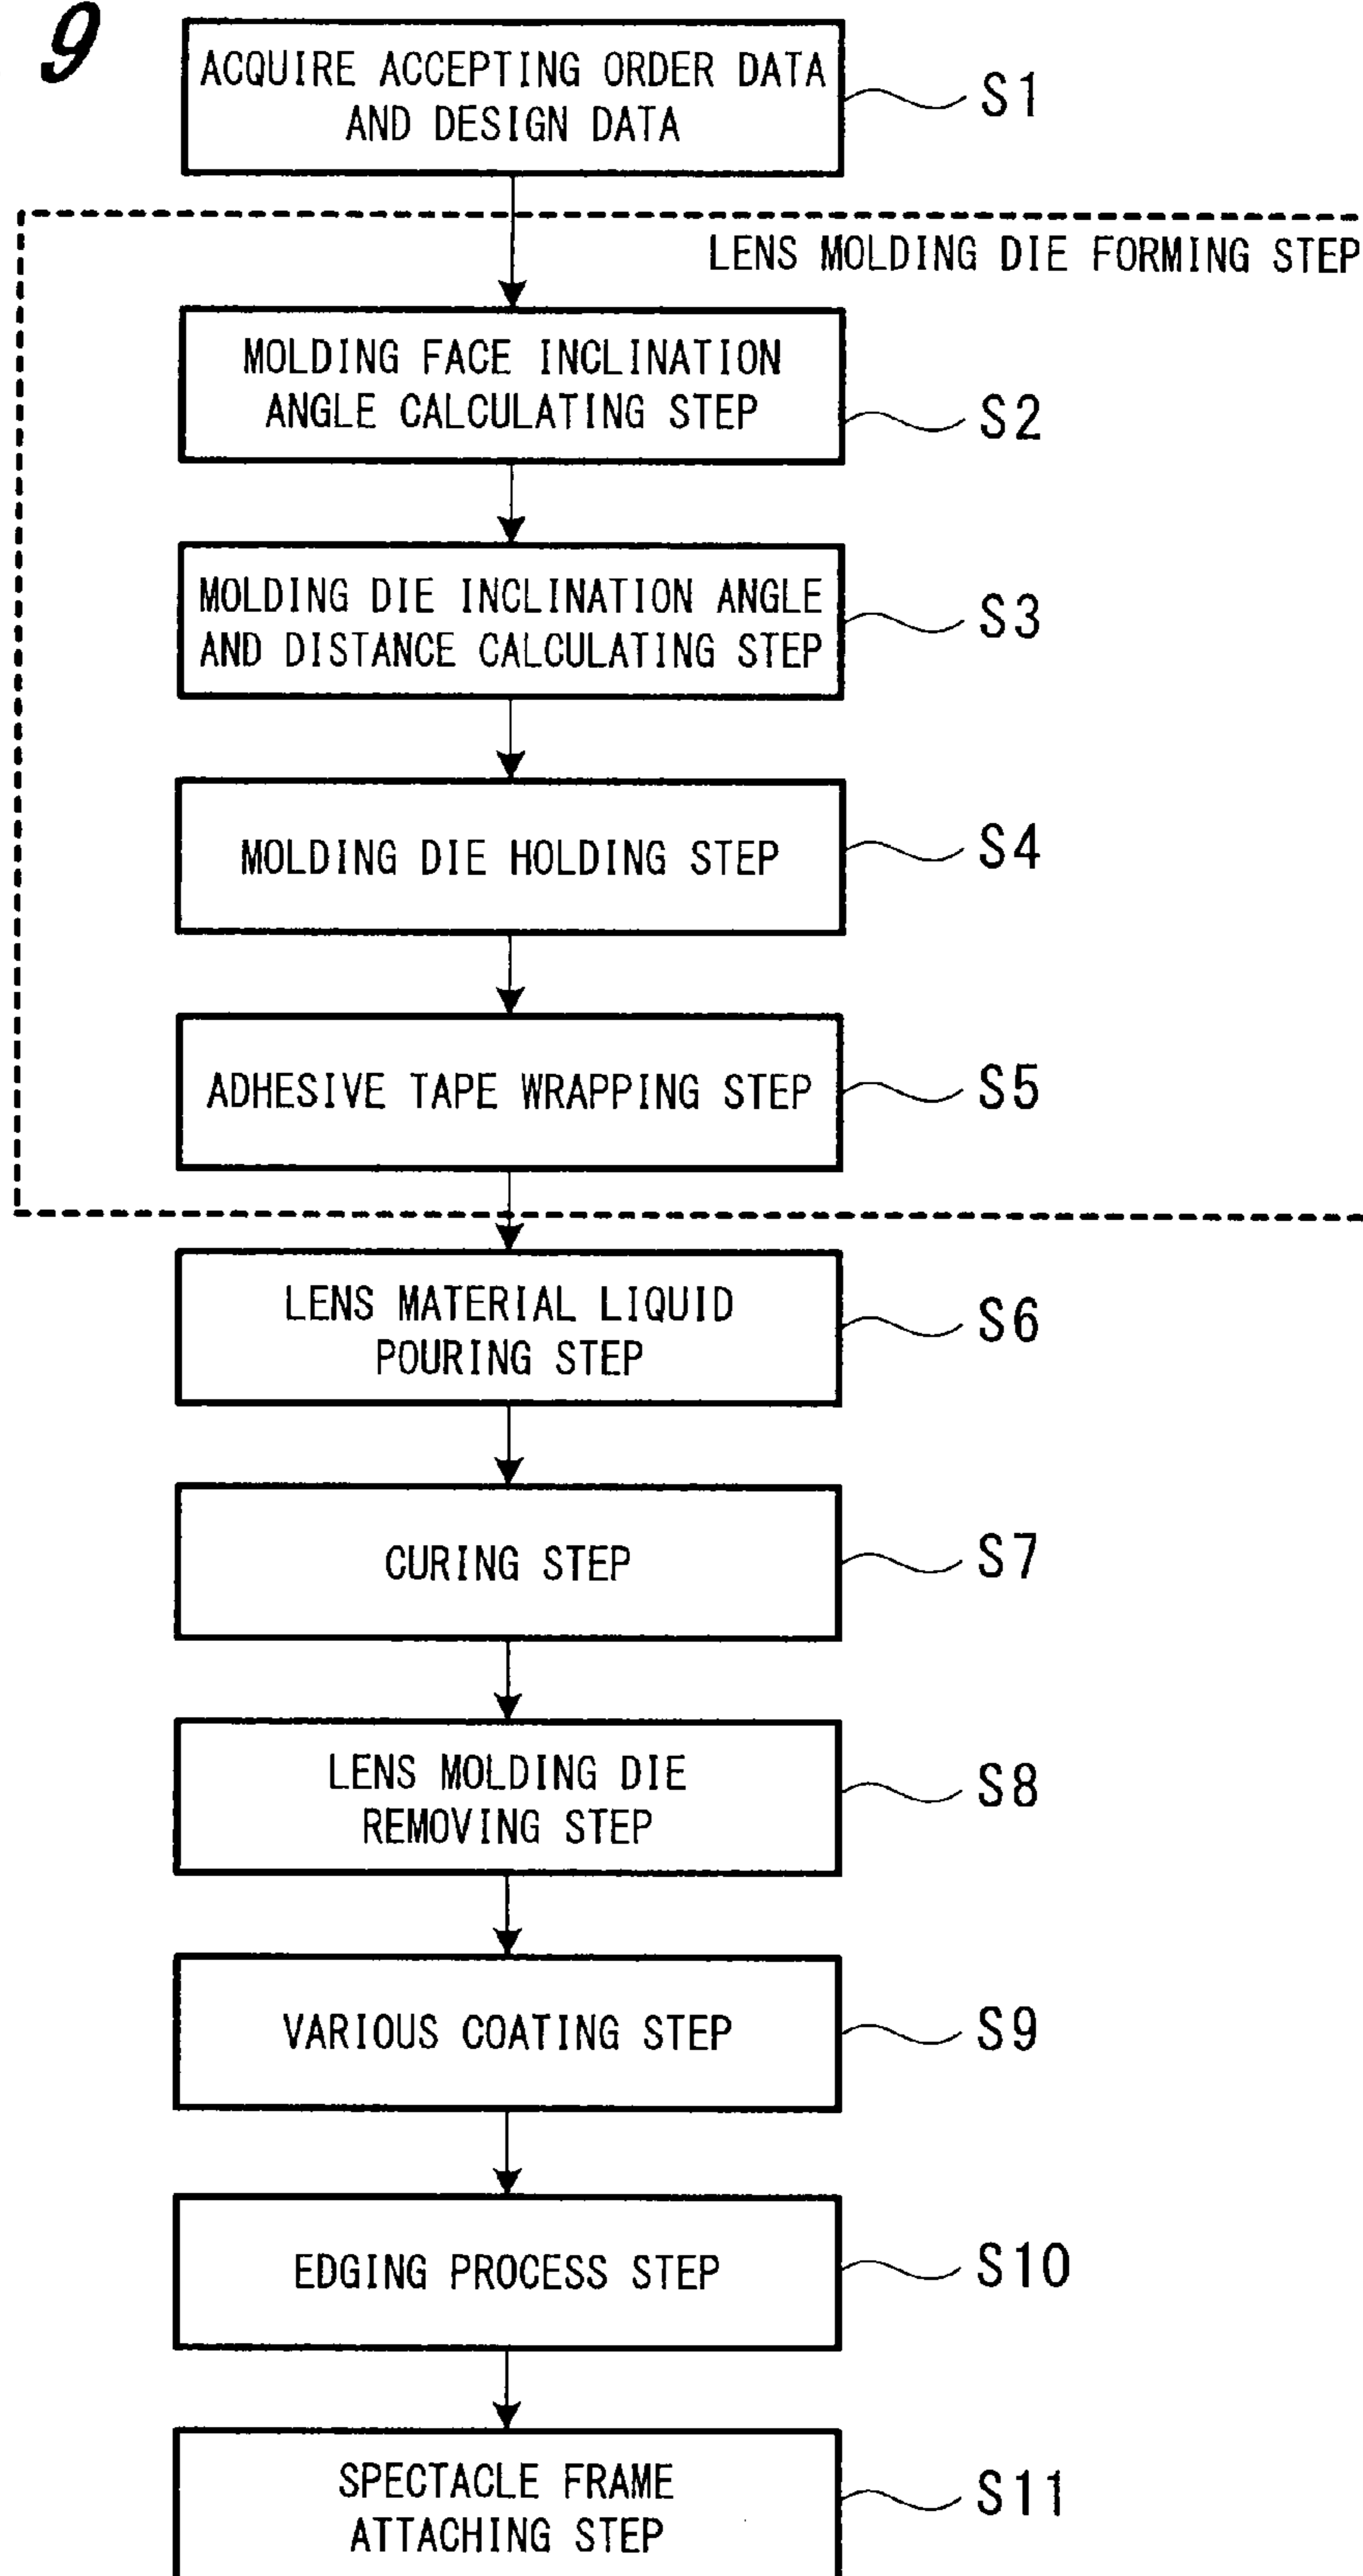 9
ACQUIRE ACCEPTING ORDER DATA
AND DESIGN DATA
S1
LENS MOLDING DIE FORMING STEP
MOLDING FACE INCLINATION
ANGLE CALCULATING STEP
S2
MOLDING DIE INCLINATION ANGLE
AND DISTANCE CALCULATING STEP
S3
MOLDING DIE HOLDING STEP
S4
ADHESIVE TAPE WRAPPING STEP
S5
LENS MATERIAL LIQUID
POURING STEP
S6
CURING STEP
S7
LENS MOLDING DIE
REMOVING STEP
S8
VARIOUS COATING STEP
S9
EDGING PROCESS STEP
S10
SPECTACLE FRAME
ATTACHING STEP
S11